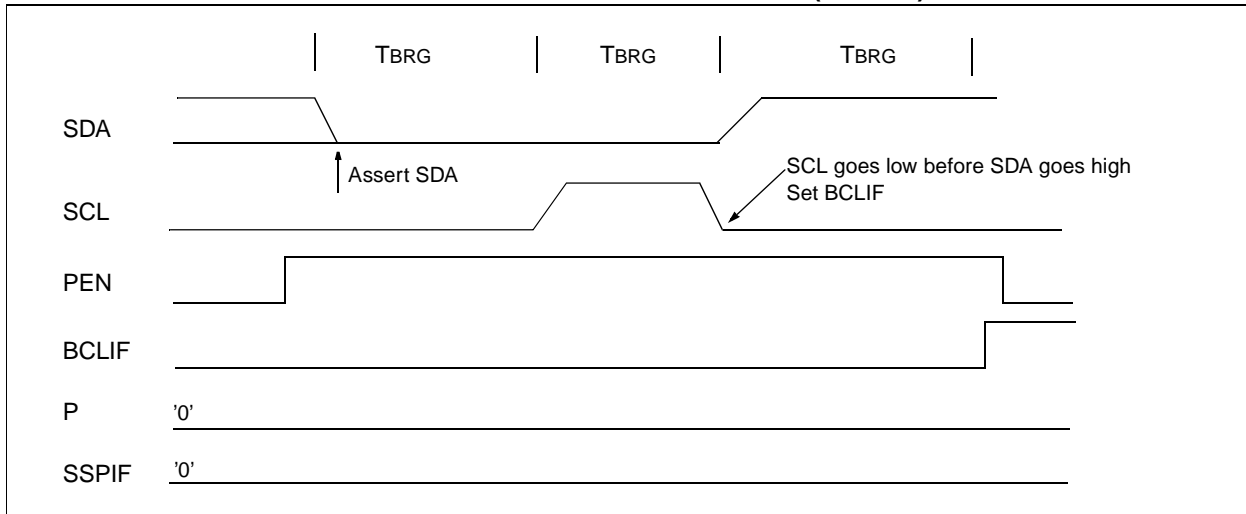 TBRG TBRG TBRG
SDA
Assert SDA
SCL goes low before SDA goes high
Set BCLIF
SCL
PEN
BCLIF
P '0'
SSPIF '0'